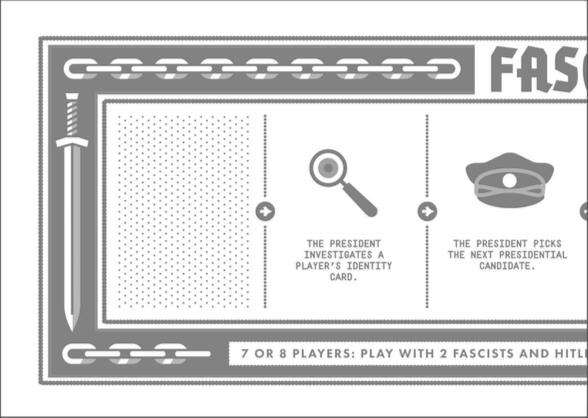 FASC
THE PRESIDENT
INVESTIGATES A
PLAYER'S IDENTITY
CARD.
THE PRESIDENT PICKS
THE NEXT PRESIDENTIAL
CANDIDATE.
7 OR 8 PLAYERS: PLAY WITH 2 FASCISTS AND HITL